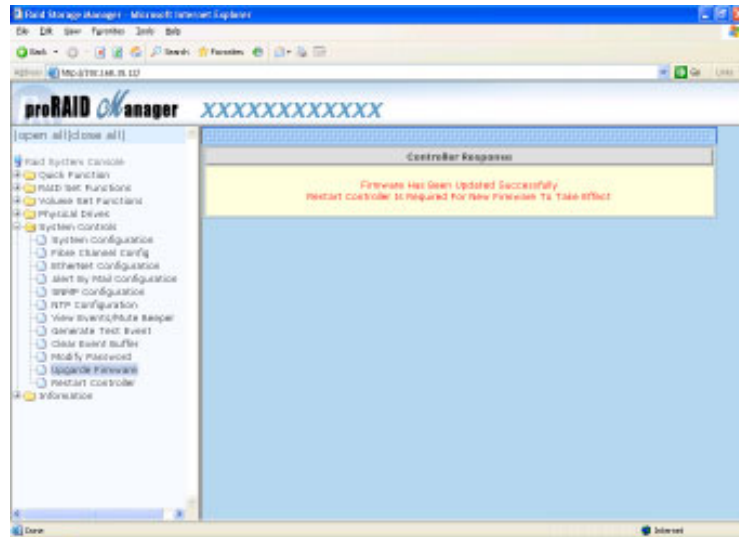 Raid Storage Manager - Microsoft Internet Explorer
File Edit View Favorites Tools Help
Back Search Favorites
Address Go Links
proRAID Manager XXXXXXXXXXXX
|open all|close all|
Raid System Console
Quick Function
RAID Set Functions
Volume Set Functions
Physical Drives
System Controls
System Configuration
Fibre Channel Config
EtherNet Configuration
Alert By Mail Configuration
SNMP Configuration
NTP Configuration
View Events/Mute Beeper
Generate Test Event
Clear Event Buffer
Modify Password
Upgarde Firmware
Restart Controller
Information
Controller Response
Firmware Has Been Updated Successfully
Restart Controller Is Required For New Firmware To Take Effect
Done Internet